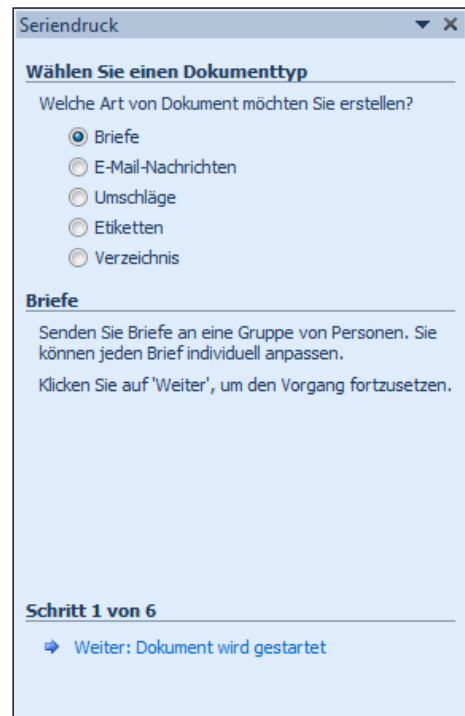 Seriendruck
Wählen Sie einen Dokumenttyp
Welche Art von Dokument möchten Sie erstellen?
Briefe
E-Mail-Nachrichten
Umschläge
Etiketten
Verzeichnis
Briefe
Senden Sie Briefe an eine Gruppe von Personen. Sie
können jeden Brief individuell anpassen.
Klicken Sie auf 'Weiter', um den Vorgang fortzusetzen.
Schritt 1 von 6
Weiter: Dokument wird gestartet